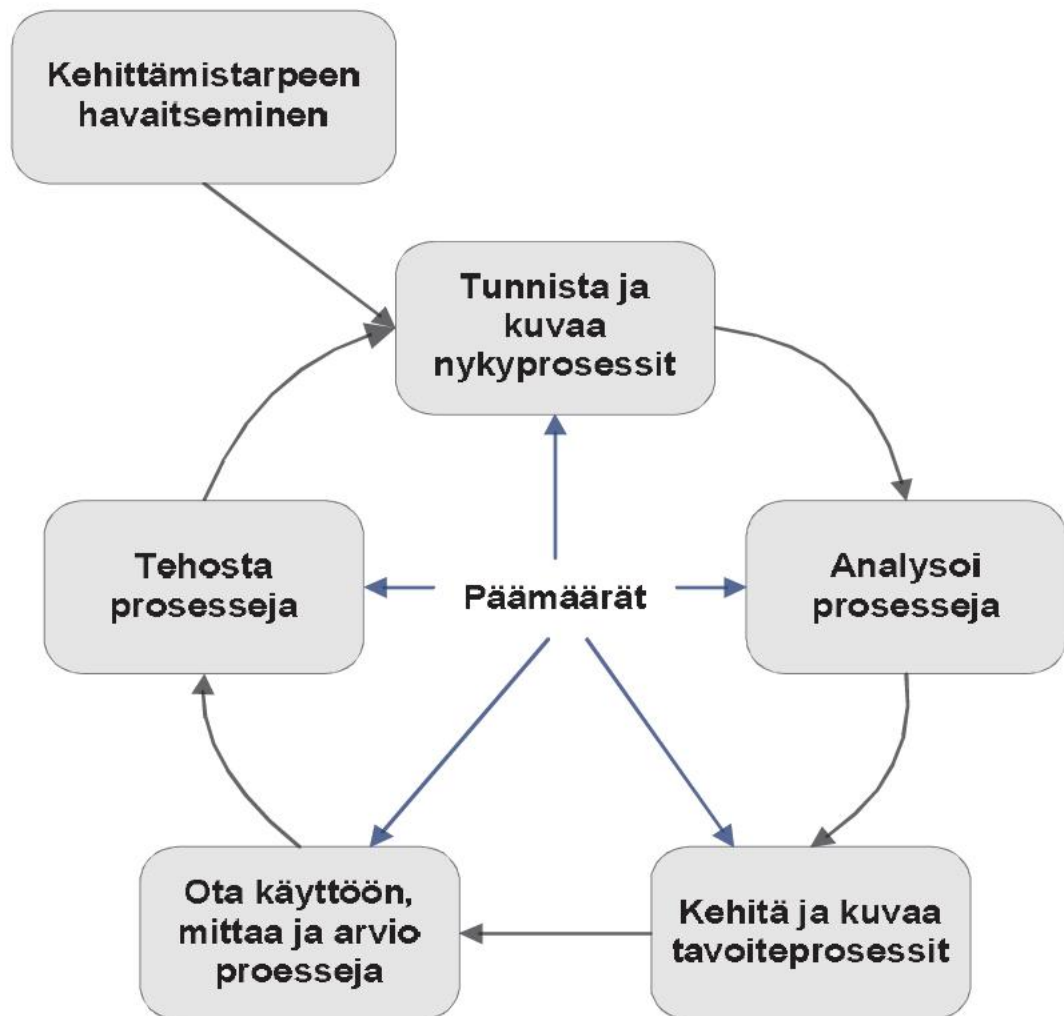 Kehittämistarpeen
havaitseminen
Tunnista ja
kuvaa
nykyprosessit
Tehosta
prosesseja
Päämäärät
Analysoi
prosesseja
Ota käyttöön,
mittaa ja arvio
proesseja
Kehitä ja kuvaa
tavoiteprosessit